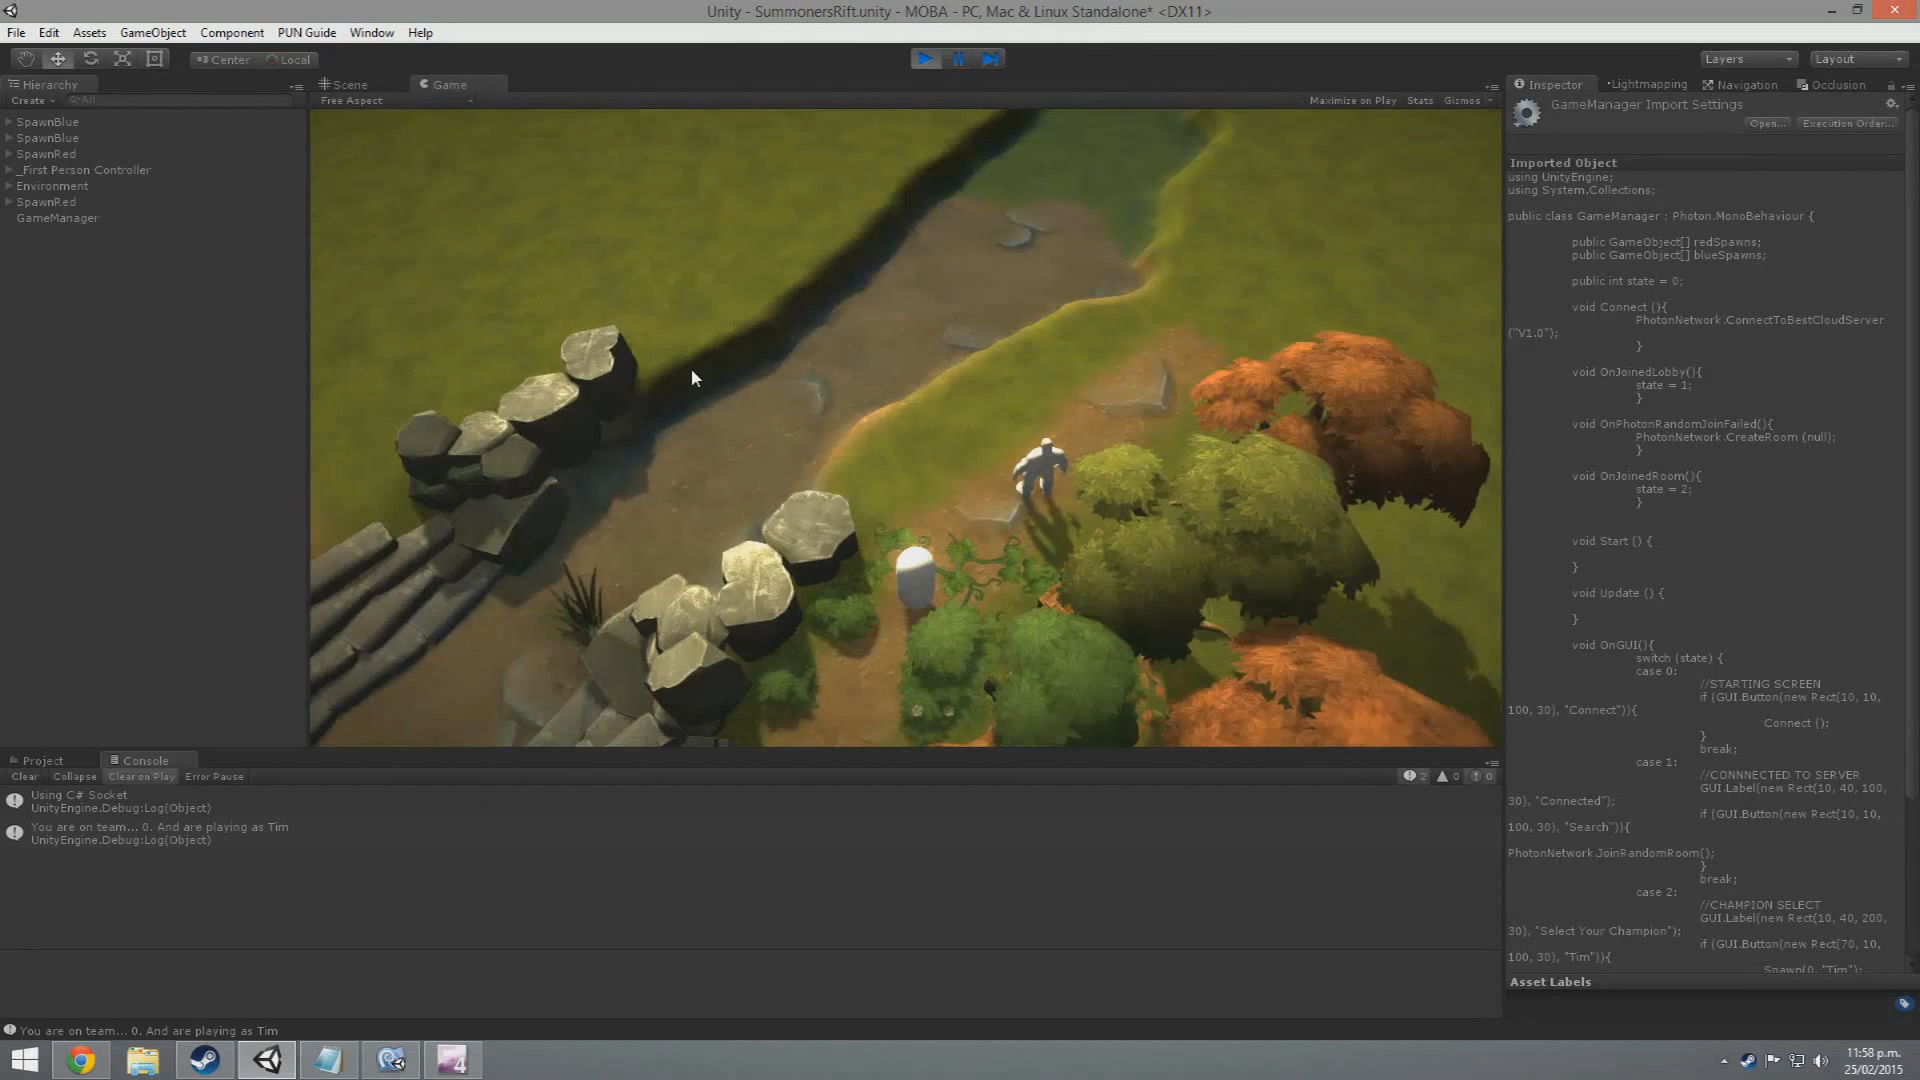 Unity - SummonersRift.unity - MOBA - PC, Mac & Linux Standalone* <DX11>
File Edit Assets GameObject Component PUN Guide Window Help
Center Local
Layers Layout
Hierarchy
Create All
SpawnBlue
SpawnBlue
SpawnRed
_First Person Controller
Environment
SpawnRed
GameManager
Scene Game
Free Aspect
Maximize on Play Stats Gizmos
Inspector Lightmapping Navigation Occlusion
GameManager Import Settings
Open... Execution Order...
Imported Object
using UnityEngine;
using System.Collections;
public class GameManager : Photon.MonoBehaviour {
public GameObject[] redSpawns;
public GameObject[] blueSpawns;
public int state = 0;
void Connect (){
PhotonNetwork.ConnectToBestCloudServer
("V1.0");
}
void OnJoinedLobby(){
state = 1;
}
void OnPhotonRandomJoinFailed(){
PhotonNetwork.CreateRoom (null);
}
void OnJoinedRoom(){
state = 2;
}
void Start () {
}
void Update () {
}
void OnGUI(){
switch (state) {
case 0:
//STARTING SCREEN
if (GUI.Button(new Rect(10, 10,
100, 30), "Connect")){
Connect ();
}
break;
case 1:
//CONNNECTED TO SERVER
GUI.Label(new Rect(10, 40, 100,
30), "Connected");
if (GUI.Button(new Rect(10, 10,
100, 30), "Search")){
PhotonNetwork.JoinRandomRoom();
}
break;
case 2:
//CHAMPION SELECT
GUI.Label(new Rect(10, 40, 200,
30), "Select Your Champion");
if (GUI.Button(new Rect(70, 10,
100, 30), "Tim")){
Spawn(0, "Tim");
Asset Labels
Project Console
Clear Collapse Clear on Play Error Pause
2 0 0
Using C# Socket
UnityEngine.Debug:Log(Object)
You are on team... 0. And are playing as Tim
UnityEngine.Debug:Log(Object)
You are on team... 0. And are playing as Tim
4
11:58 p.m.
25/02/2015